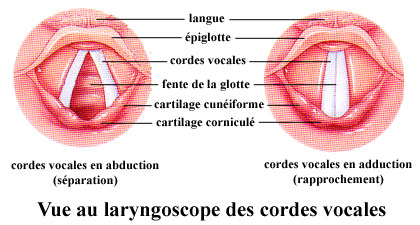 langue
épiglotte
cordes vocales
fente de la glotte
cartilage cunéiforme
cartilage corniculé
cordes vocales en abduction
(séparation)
cordes vocales en adduction
(rapprochement)
Vue au laryngoscope des cordes vocales